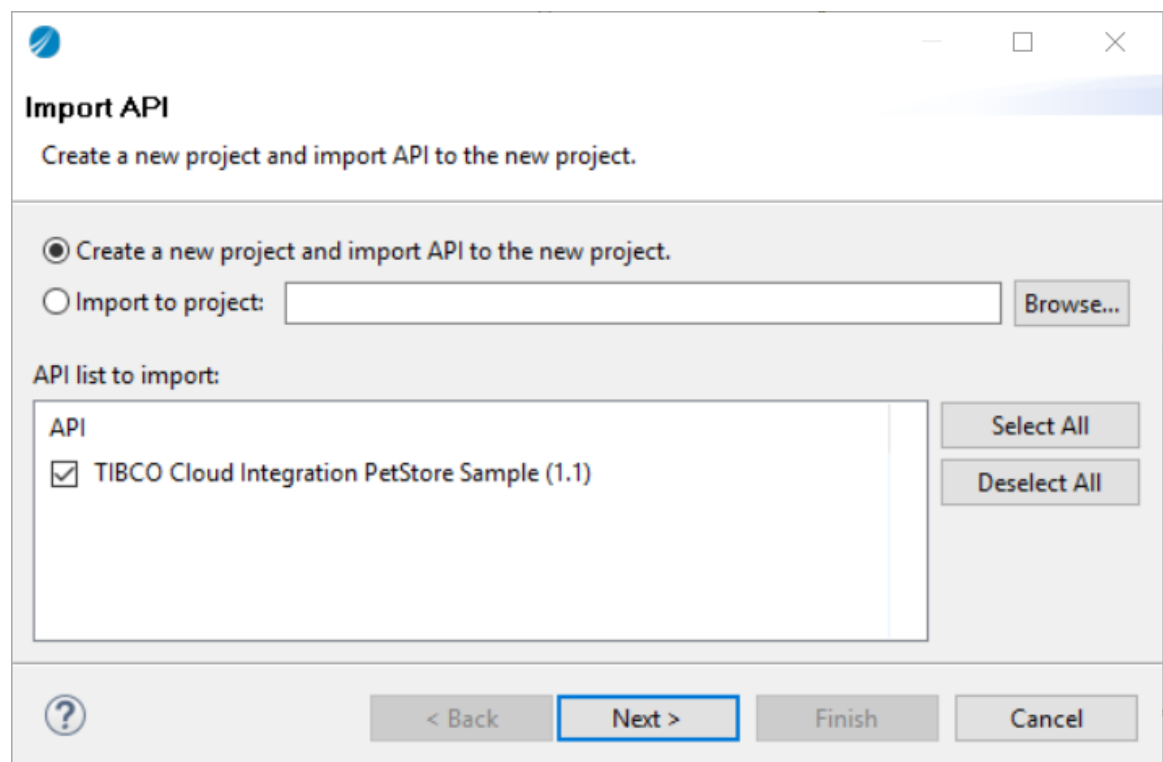 Import API
Create a new project and import API to the new project.
Create a new project and import API to the new project.
Import to project:
Browse...
API list to import:
API
Select All
TIBCO Cloud Integration PetStore Sample (1.1)
Deselect All
?
< Back
Next >
Finish
Cancel